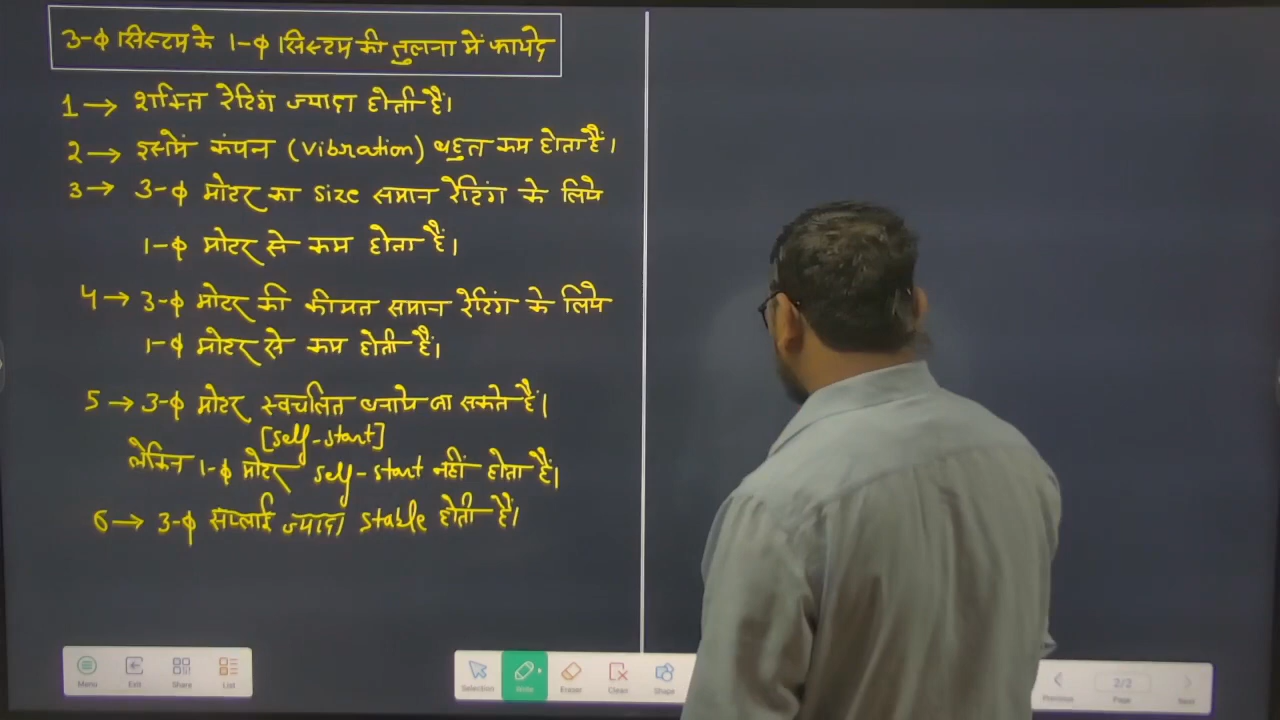 3-ϕ सिस्टम के 1-ϕ सिस्टम की तुलना में फायदे
1 → शक्ति रेटिंग ज्यादा होती हैं।
2 → इसमें कंपन (Vibration) बहुत कम होता हैं।
3 → 3-ϕ मोटर का Size समान रेटिंग के लिये
1-ϕ मोटर से कम होता हैं।
4 → 3-ϕ मोटर की कीमत समान रेटिंग के लिये
1-ϕ मोटर से कम होती हैं।
5 → 3-ϕ मोटर स्वचलित बनाये जा सकते हैं।
[Self-start]
लेकिन 1-ϕ मोटर Self-start नहीं होता हैं।
6 → 3-ϕ सप्लाई ज्यादा Stable होती हैं।
Menu Exit Share List Selection Write Eraser Clean Shape Previous 2/2 Page Next